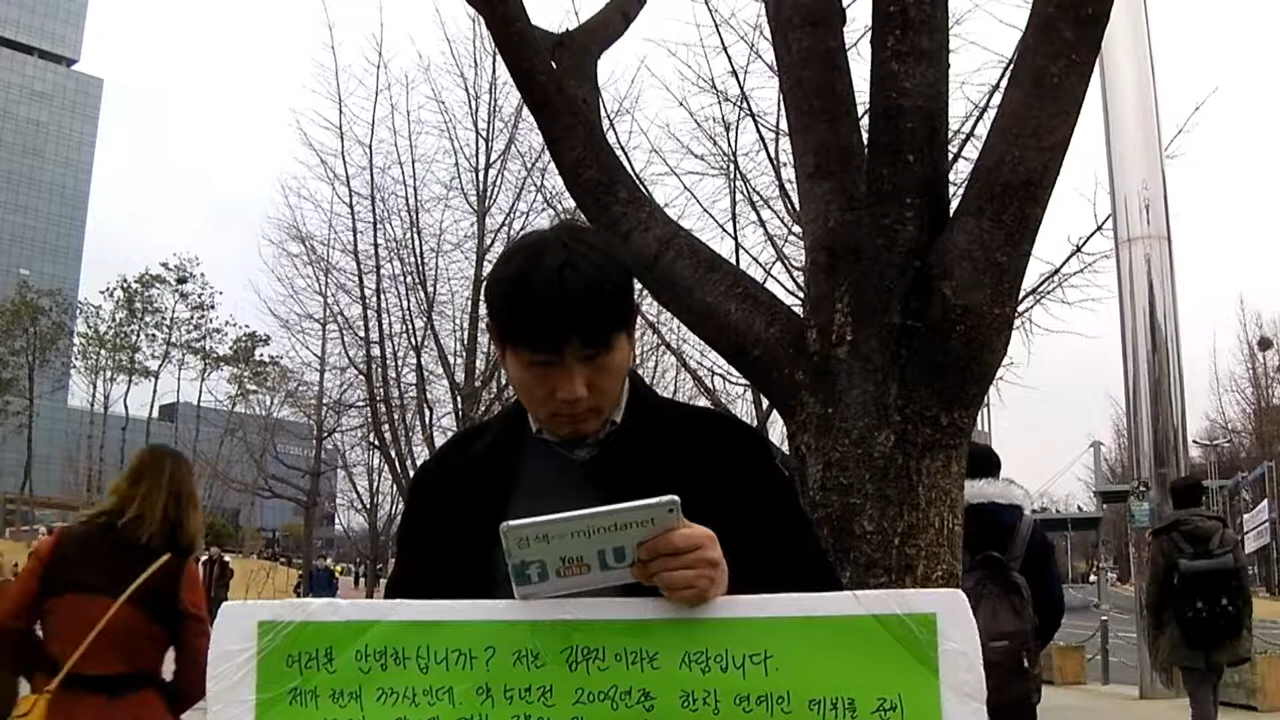 검색 mjindanet
f You Tube U
여러분 안녕하십니까? 저는 김우진이라는 사람입니다.
제가 현재 33살인데. 약 5년전 2008년쯤 한창 연예인 데뷔를 준비